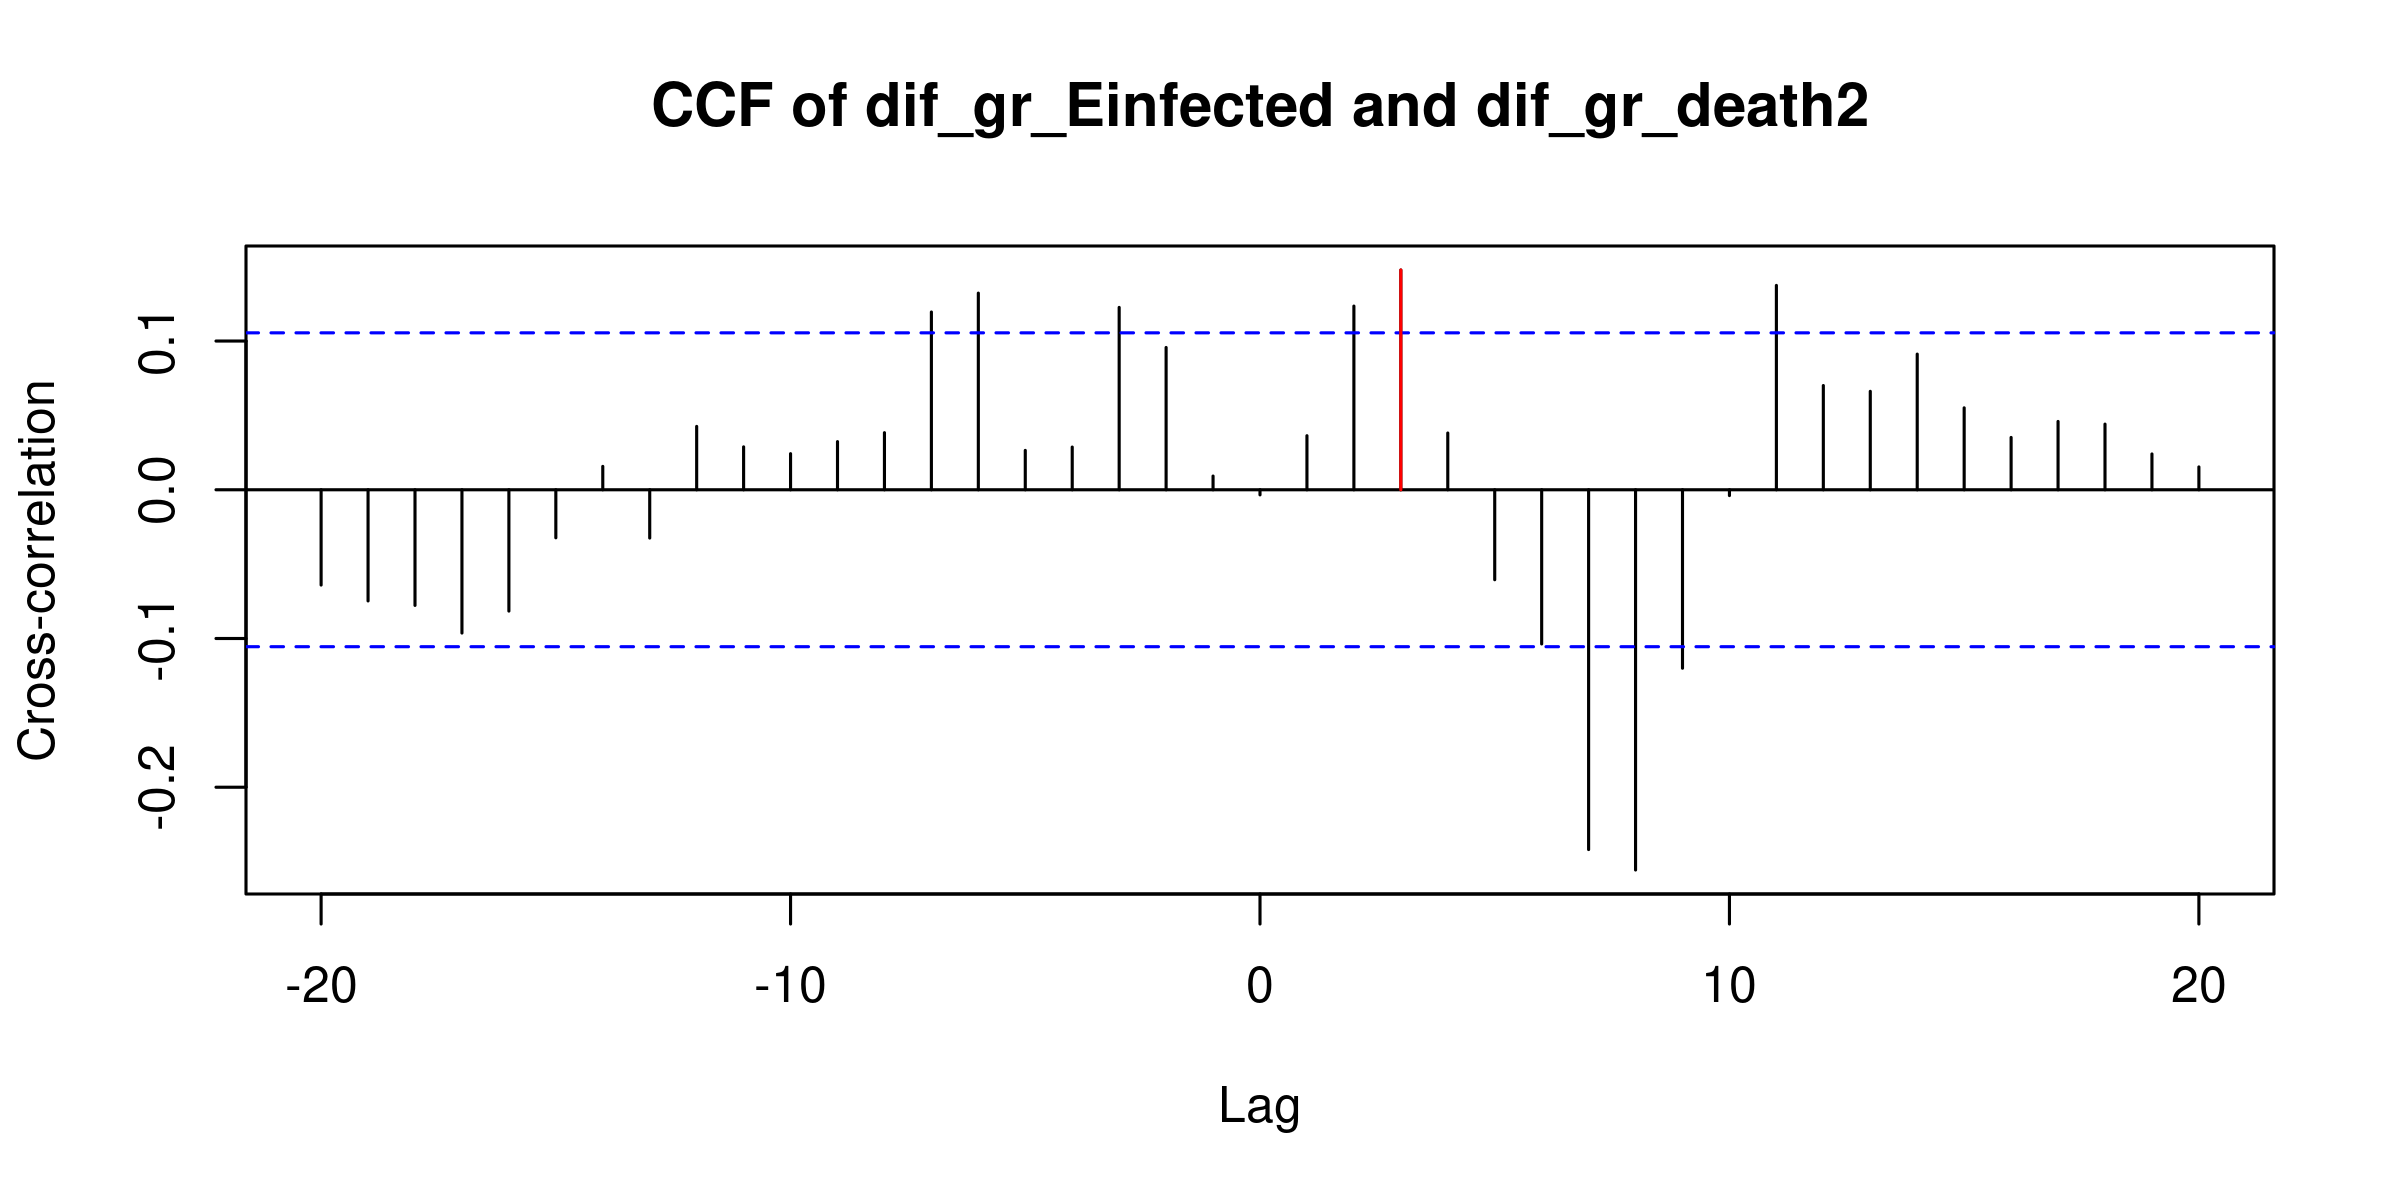 CCF of dif_gr_Einfected and dif_gr_death2
Cross-correlation
0.1
0.0
-0.1
-0.2
-20 -10 0 10 20
Lag